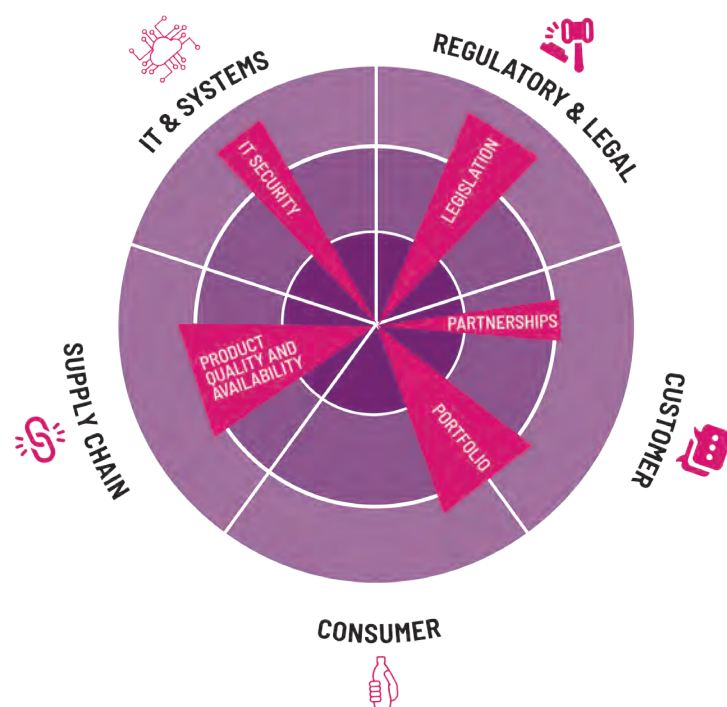 IT & SYSTEMS
REGULATORY & LEGAL
IT SECURITY
LEGISLATION
PARTNERSHIPS
PRODUCT
QUALITY AND
AVAILABILITY
PORTFOLIO
SUPPLY CHAIN
CUSTOMER
CONSUMER